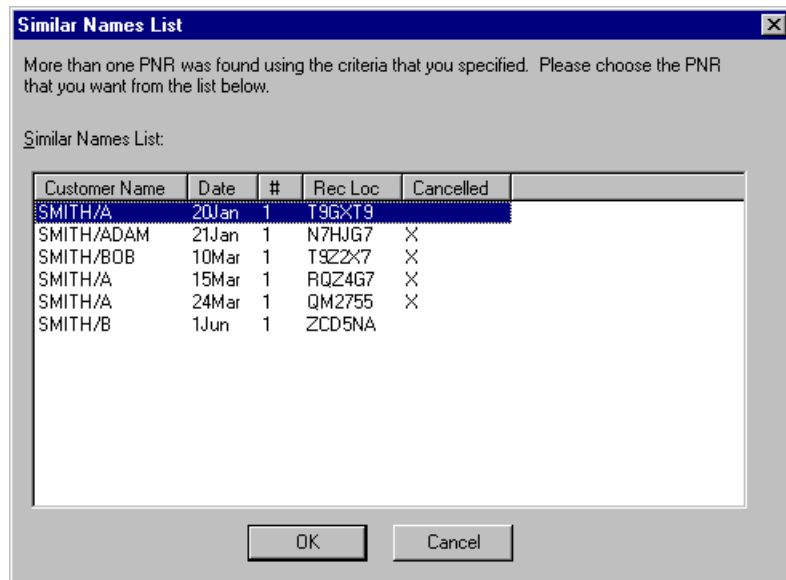 Similar Names List
More than one PNR was found using the criteria that you specified. Please choose the PNR
that you want from the list below.
Similar Names List:
Customer Name Date # Rec Loc Cancelled
SMITH/A 20Jan 1 T9GXT9
SMITH/ADAM 21Jan 1 N7HJG7 X
SMITH/BOB 10Mar 1 T9Z2X7 X
SMITH/A 15Mar 1 RQZ4G7 X
SMITH/A 24Mar 1 QM2755 X
SMITH/B 1Jun 1 ZCD5NA
OK Cancel